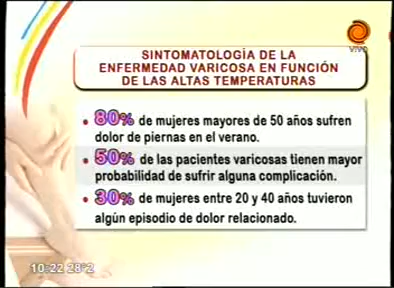 VIVO
SINTOMATOLOGÍA DE LA
ENFERMEDAD VARICOSA EN FUNCIÓN
DE LAS ALTAS TEMPERATURAS
• 80% de mujeres mayores de 50 años sufren
dolor de piernas en el verano.
• 50% de las pacientes varicosas tienen mayor
probabilidad de sufrir alguna complicación.
• 30% de mujeres entre 20 y 40 años tuvieron
algún episodio de dolor relacionado.
10:22 28°2